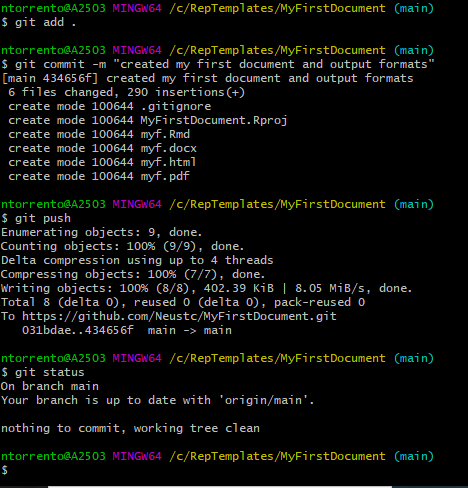 ntorrento@A2503 MINGW64 /c/RepTemplates/MyFirstDocument (main)
$ git add .
ntorrento@A2503 MINGW64 /c/RepTemplates/MyFirstDocument (main)
$ git commit -m "created my first document and output formats"
[main 434656f] created my first document and output formats
 6 files changed, 290 insertions(+)
 create mode 100644 .gitignore
 create mode 100644 MyFirstDocument.Rproj
 create mode 100644 myf.Rmd
 create mode 100644 myf.docx
 create mode 100644 myf.html
 create mode 100644 myf.pdf
ntorrento@A2503 MINGW64 /c/RepTemplates/MyFirstDocument (main)
$ git push
Enumerating objects: 9, done.
Counting objects: 100% (9/9), done.
Delta compression using up to 4 threads
Compressing objects: 100% (7/7), done.
Writing objects: 100% (8/8), 402.39 KiB | 8.05 MiB/s, done.
Total 8 (delta 0), reused 0 (delta 0), pack-reused 0
To https://github.com/Neustc/MyFirstDocument.git
   031bdae..434656f  main -> main
ntorrento@A2503 MINGW64 /c/RepTemplates/MyFirstDocument (main)
$ git status
On branch main
Your branch is up to date with 'origin/main'.
nothing to commit, working tree clean
ntorrento@A2503 MINGW64 /c/RepTemplates/MyFirstDocument (main)
$